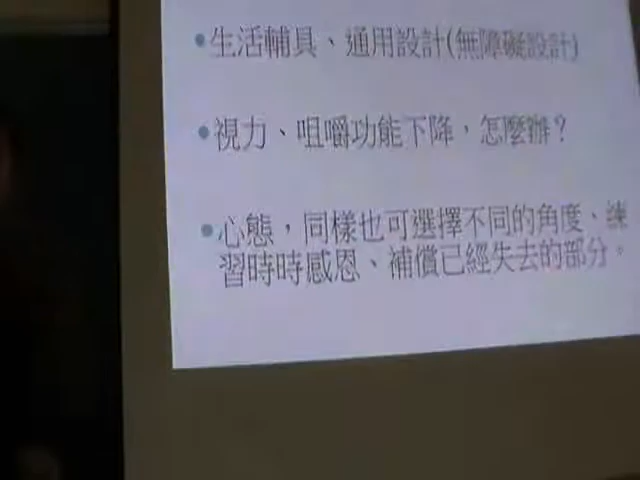 •生活輔具、通用設計(無障礙設計)
•視力、咀嚼功能下降，怎麼辦？
•心態，同樣也可選擇不同的角度、練
習時時感恩、補償已經失去的部分。